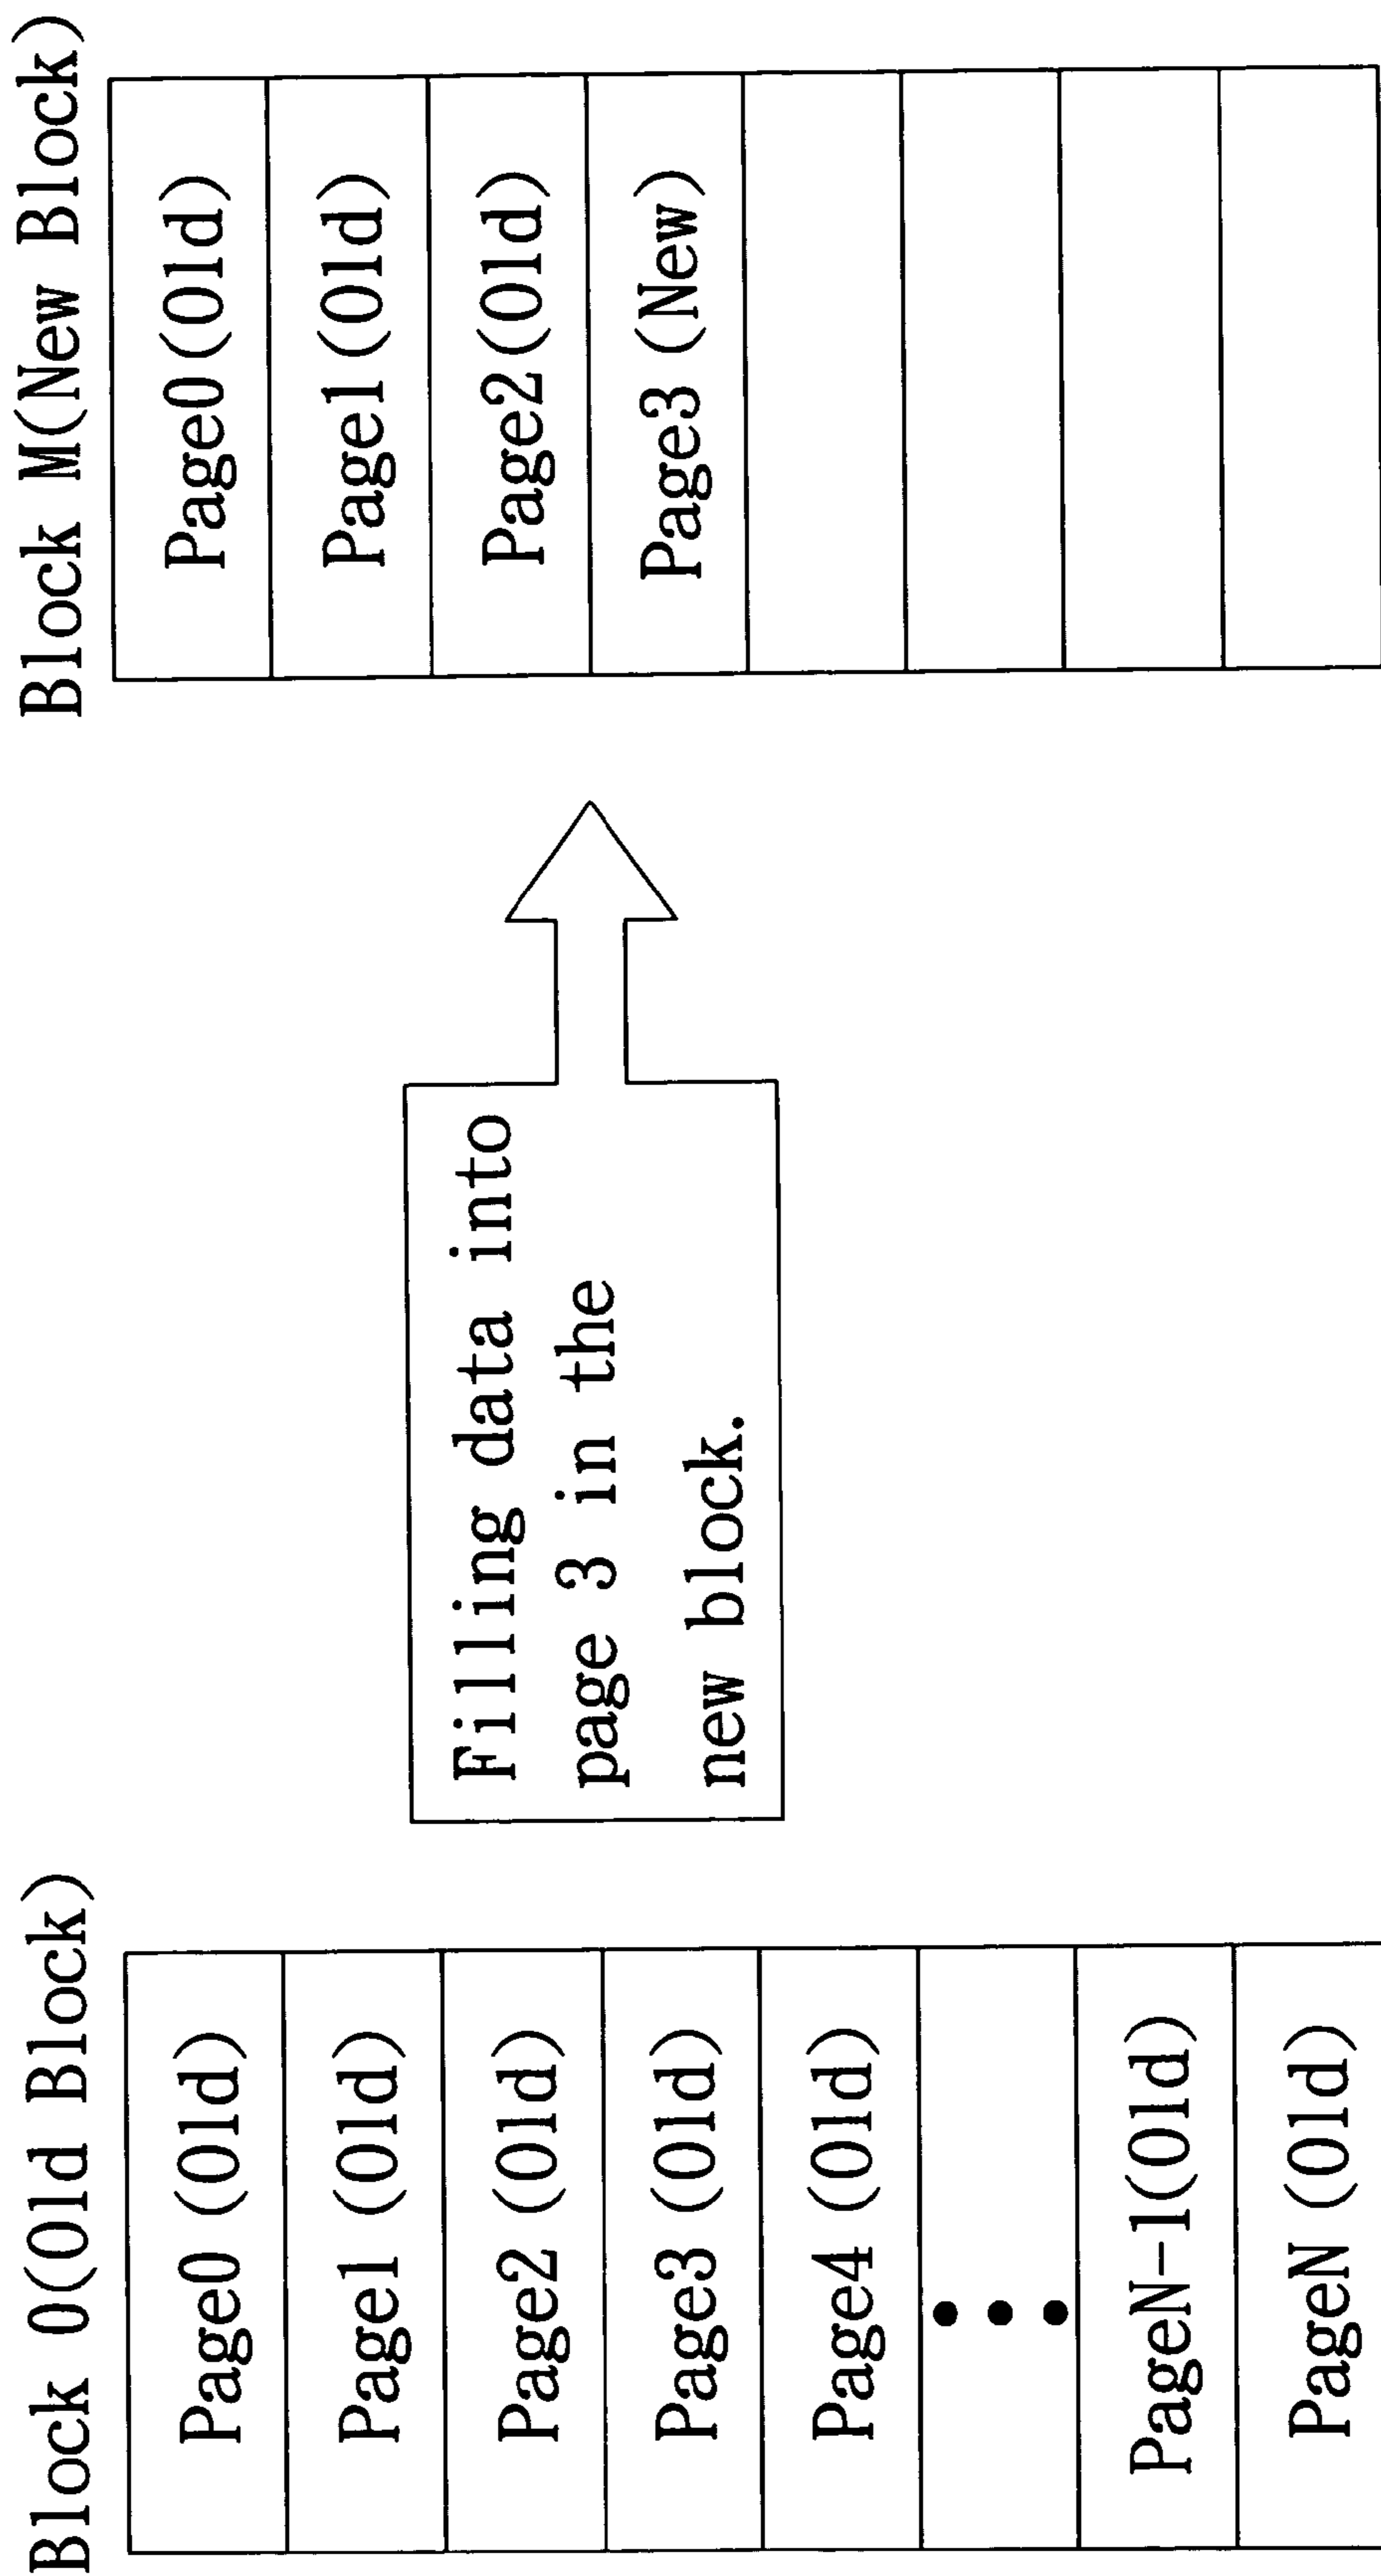 Block 0(Old Block)
Page0 (Old)
Page1 (Old)
Page2 (Old)
Page3 (Old)
Page4 (Old)
PageN-1(Old)
PageN (Old)
Filling data into
page 3 in the
new block.
Block M(New Block)
Page0(Old)
Page1(Old)
Page2(Old)
Page3(New)